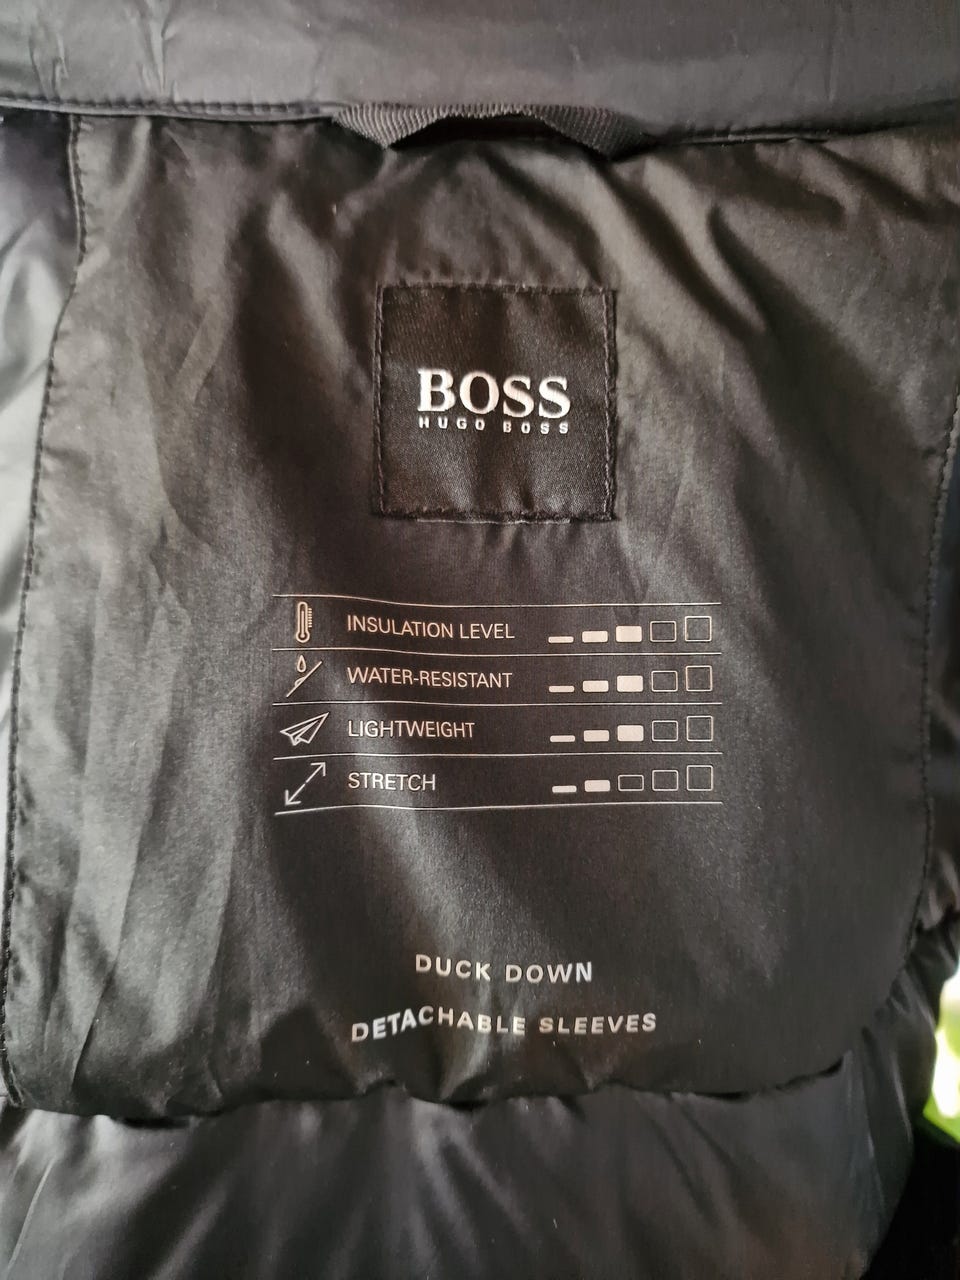 BOSS
HUGO BOSS
INSULATION LEVEL
WATER-RESISTANT
LIGHTWEIGHT
STRETCH
DUCK DOWN
DETACHABLE SLEEVES